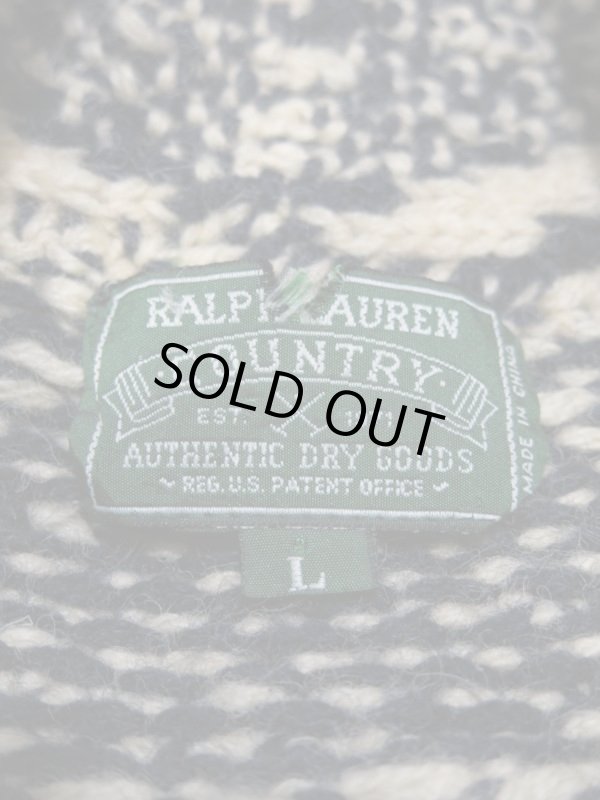 RALPH LAUREN
COUNTRY
SOLD OUT
EST.
AUTHENTIC DRY GOODS
REG. U.S. PATENT OFFICE
MADE IN CHINA
L